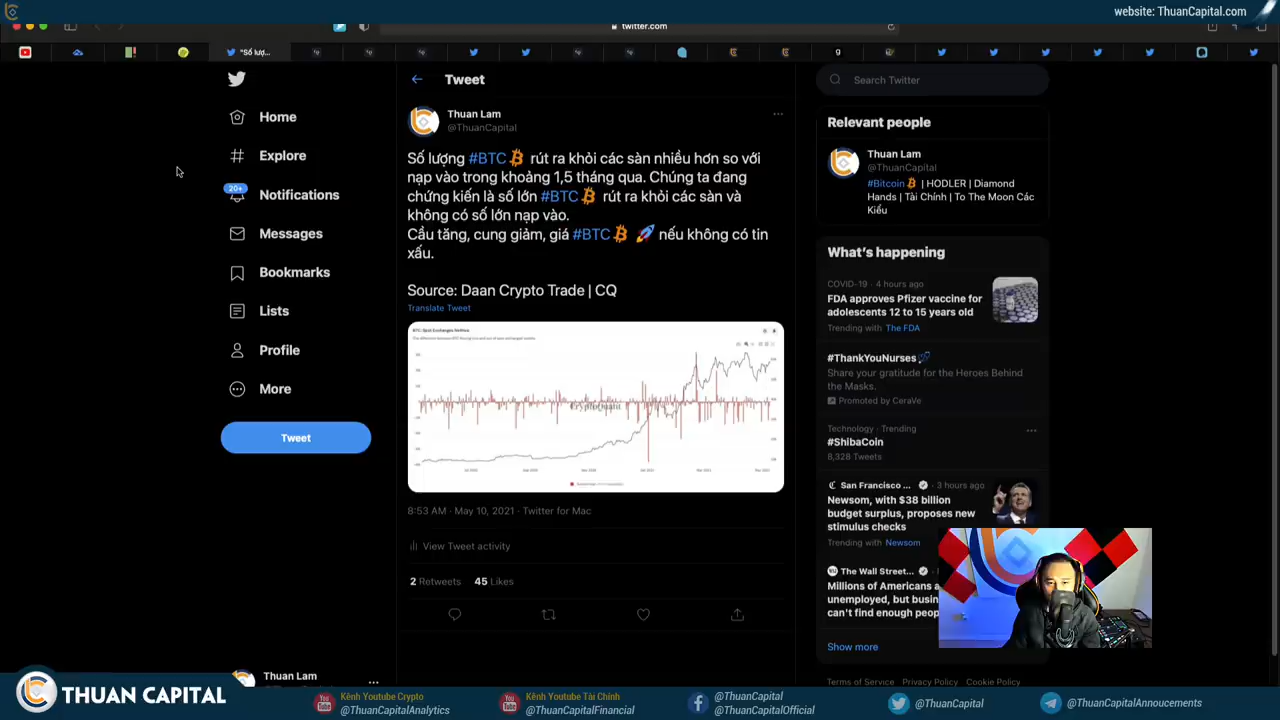 website: ThuanCapital.com
twitter.com
"Số lượ...
Tweet
Search Twitter
Home
Explore
20+
Notifications
Messages
Bookmarks
Lists
Profile
More
Tweet
Thuan Lam
@ThuanCapital
Số lượng #BTC rút ra khỏi các sàn nhiều hơn so với
nạp vào trong khoảng 1,5 tháng qua. Chúng ta đang
chứng kiến là số lớn #BTC rút ra khỏi các sàn và
không có số lớn nạp vào.
Cầu tăng, cung giảm, giá #BTC nếu không có tin
xấu.
Source: Daan Crypto Trade | CQ
Translate Tweet
8:53 AM · May 10, 2021 · Twitter for Mac
View Tweet activity
2 Retweets 45 Likes
Relevant people
Thuan Lam
@ThuanCapital
#Bitcoin | HODLER | Diamond
Hands | Tài Chính | To The Moon Các
Kiểu
What's happening
COVID-19 · 4 hours ago
FDA approves Pfizer vaccine for
adolescents 12 to 15 years old
Trending with The FDA
#ThankYouNurses
Share your gratitude for the Heroes Behind
the Masks.
Promoted by CeraVe
Technology · Trending
#ShibaCoin
8,328 Tweets
San Francisco ... · 3 hours ago
Newsom, with $38 billion
budget surplus, proposes new
stimulus checks
Trending with Newsom
The Wall Street...
Millions of Americans a
unemployed, but busin
can't find enough peop
Show more
Terms of Service Privacy Policy Cookie Policy
Thuan Lam
THUAN CAPITAL
Kênh Youtube Crypto
@ThuanCapitalAnalytics
Kênh Youtube Tài Chính
@ThuanCapitalFinancial
@ThuanCapital
@ThuanCapitalOfficial
@ThuanCapital
@ThuanCapitalAnnoucements